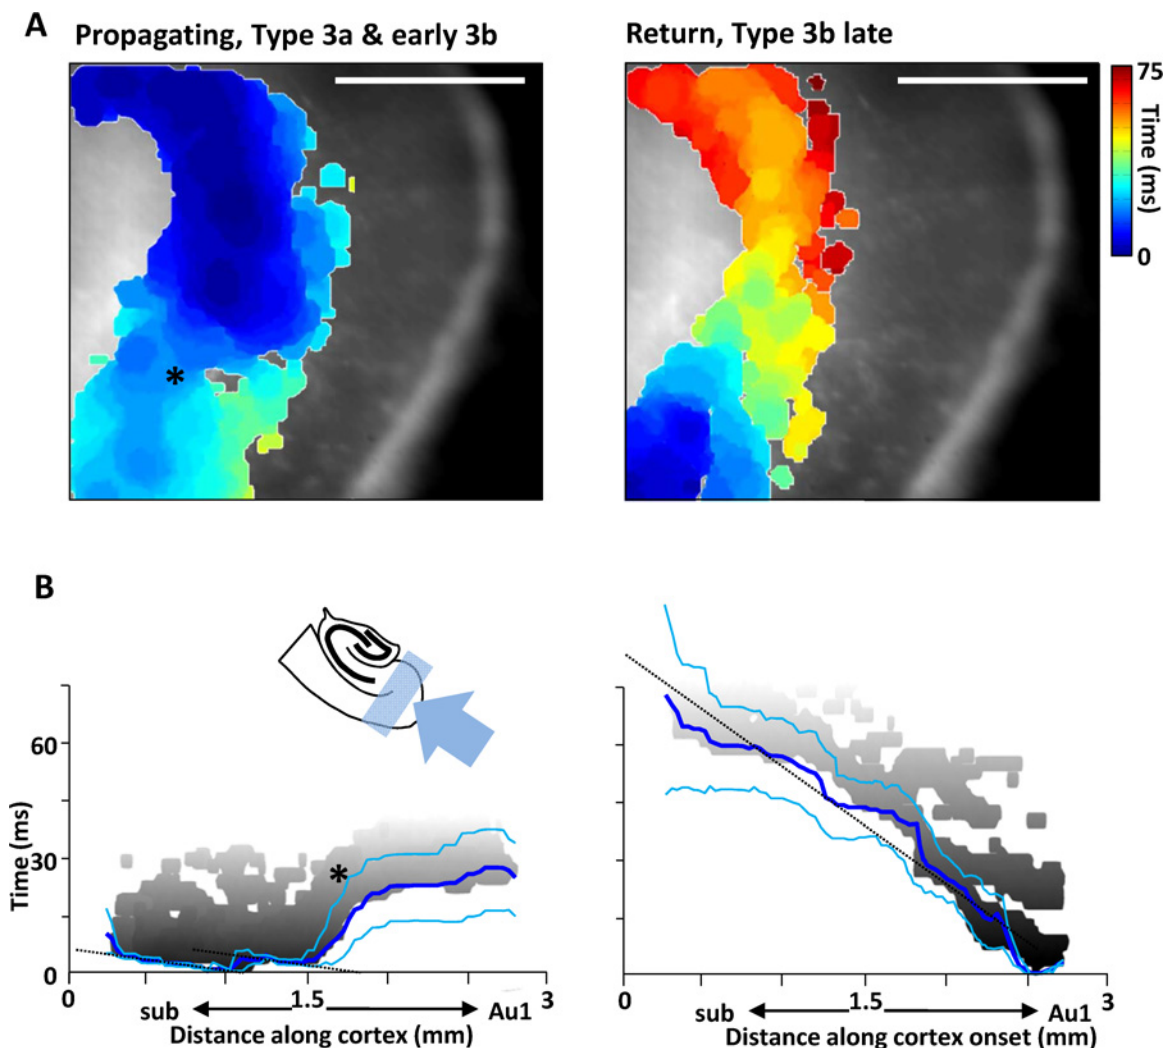 A
Propagating, Type 3a & early 3b
Return, Type 3b late
75
Time (ms)
0
*
B
60
30
0
Time (ms)
*
0
1.5
3
sub
Au1
Distance along cortex (mm)
0
1.5
3
sub
Au1
Distance along cortex onset (mm)